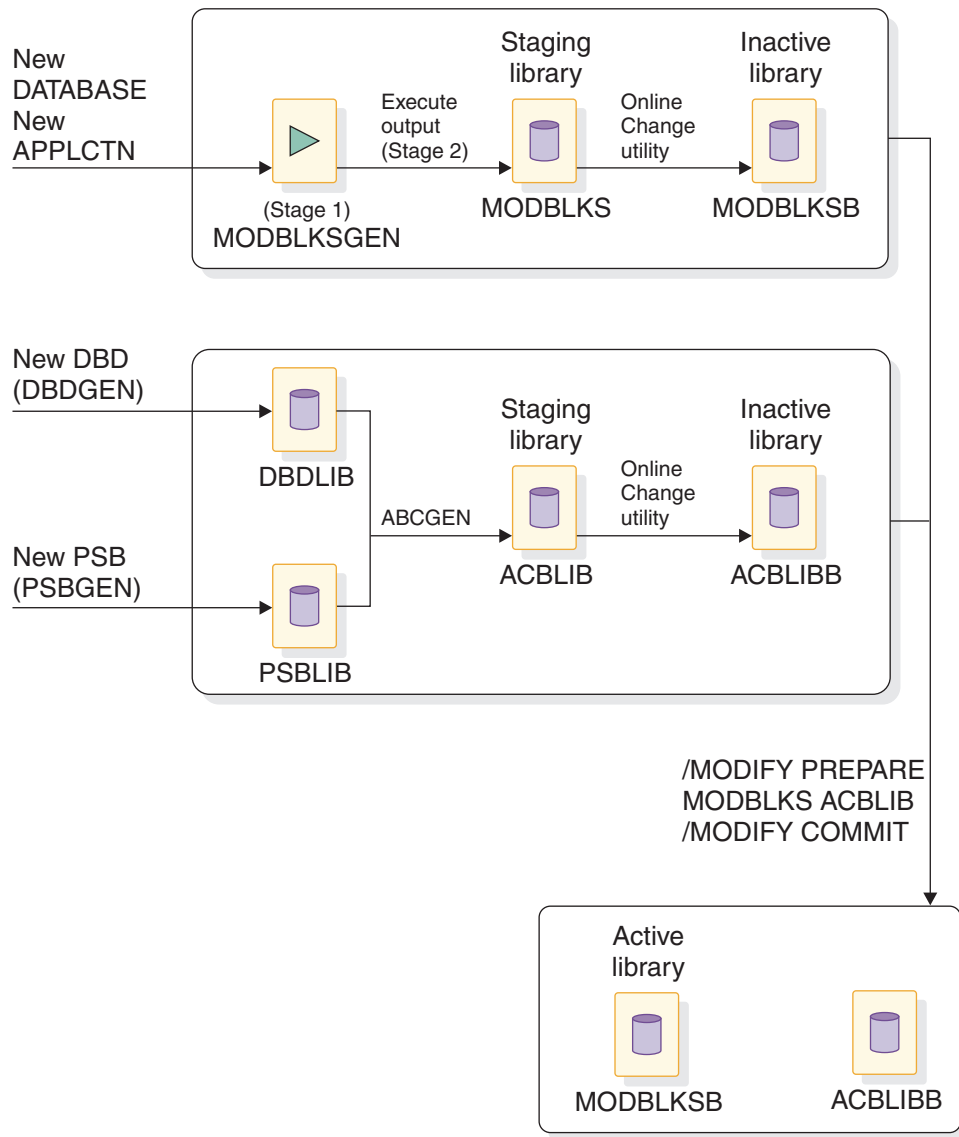 New
DATABASE
New
APPLCTN
(Stage 1)
MODBLKSGEN
Execute
output
(Stage 2)
Staging
library
MODBLKS
Online
Change
utility
Inactive
library
MODBLKSB
New DBD
(DBDGEN)
DBDLIB
New PSB
(PSBGEN)
PSBLIB
ABCGEN
Staging
library
ACBLIB
Online
Change
utility
Inactive
library
ACBLIBB
/MODIFY PREPARE
MODBLKS ACBLIB
/MODIFY COMMIT
Active
library
MODBLKSB
ACBLIBB